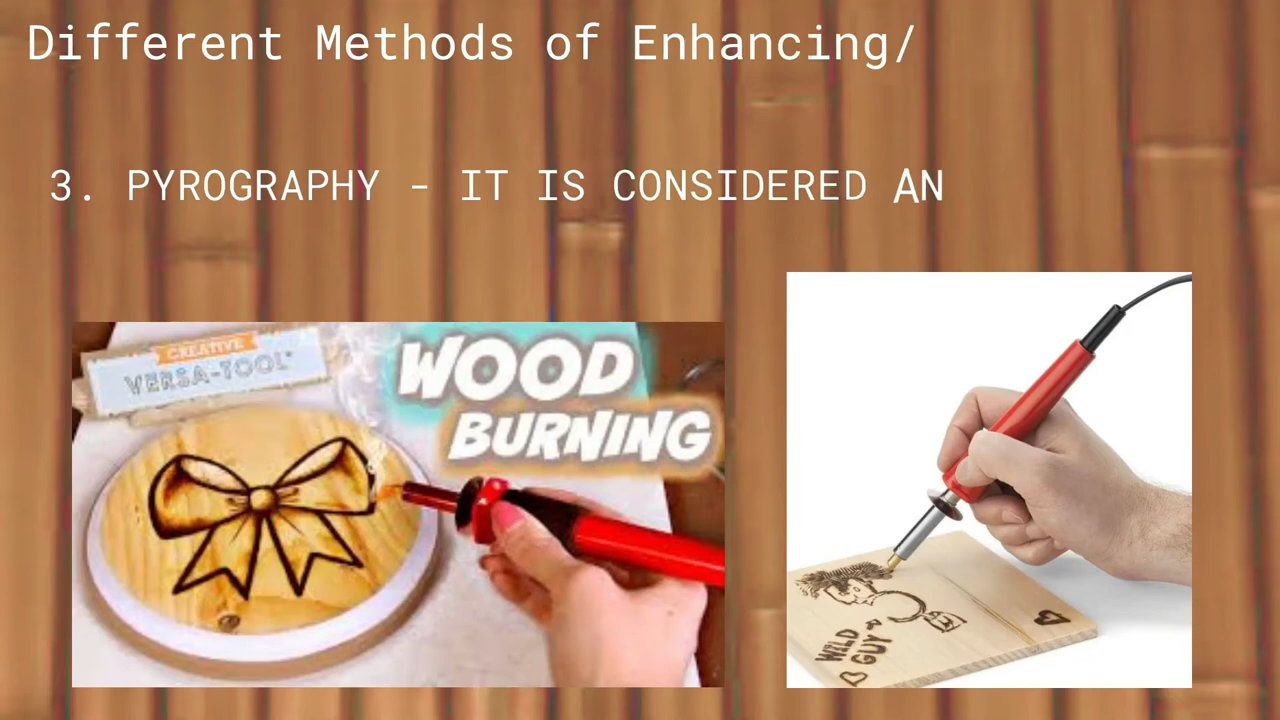 Different Methods of Enhancing/
3. PYROGRAPHY - IT IS CONSIDERED AN
CREATIVE
VERSA-TOOL
WOOD
BURNING
WILD
GUY